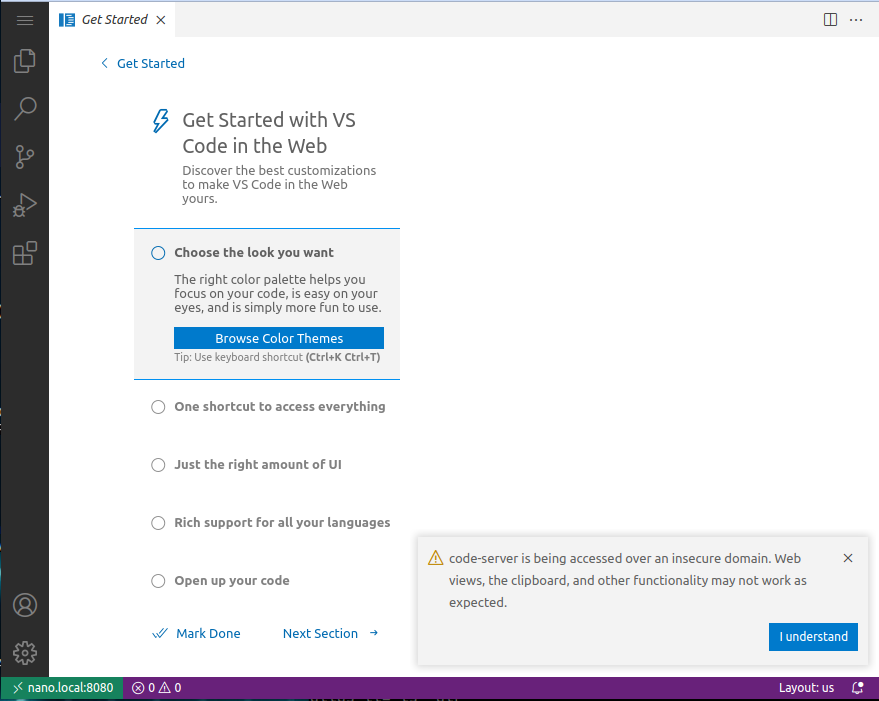 Get Started
Get Started
Get Started with VS
Code in the Web
Discover the best customizations
to make VS Code in the Web
yours.
Choose the look you want
The right color palette helps you
focus on your code, is easy on your
eyes, and is simply more fun to use.
Browse Color Themes
Tip: Use keyboard shortcut (Ctrl+K Ctrl+T)
One shortcut to access everything
Just the right amount of UI
Rich support for all your languages
Open up your code
Mark Done
Next Section
code-server is being accessed over an insecure domain. Web
views, the clipboard, and other functionality may not work as
expected.
I understand
nano.local:8080
0
0
Layout: us